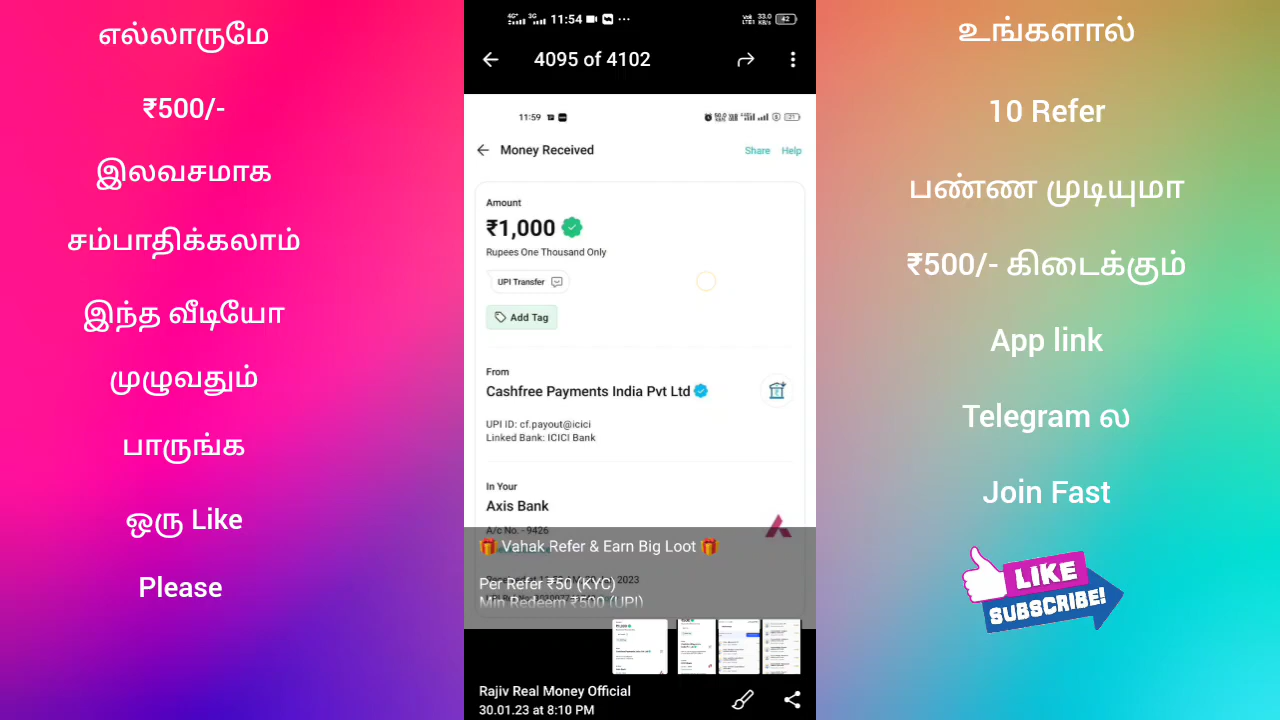 எல்லாருமே
₹500/-
இலவசமாக
சம்பாதிக்கலாம்
இந்த வீடியோ
முழுவதும்
பாருங்க
ஒரு Like
Please
11:54
42
4095 of 4102
11:59
Money Received
Share Help
Amount
₹1,000
Rupees One Thousand Only
UPI Transfer
Add Tag
From
Cashfree Payments India Pvt Ltd
UPI ID: cf.payout@icici
Linked Bank: ICICI Bank
In Your
Axis Bank
A/c No. - 9426
🎁 Vahak Refer & Earn Big Loot 🎁
Per Refer ₹50 (KYC)
Min Redeem ₹500 (UPI)
Rajiv Real Money Official
30.01.23 at 8:10 PM
உங்களால்
10 Refer
பண்ண முடியுமா
₹500/- கிடைக்கும்
App link
Telegram ல
Join Fast
LIKE
SUBSCRIBE!